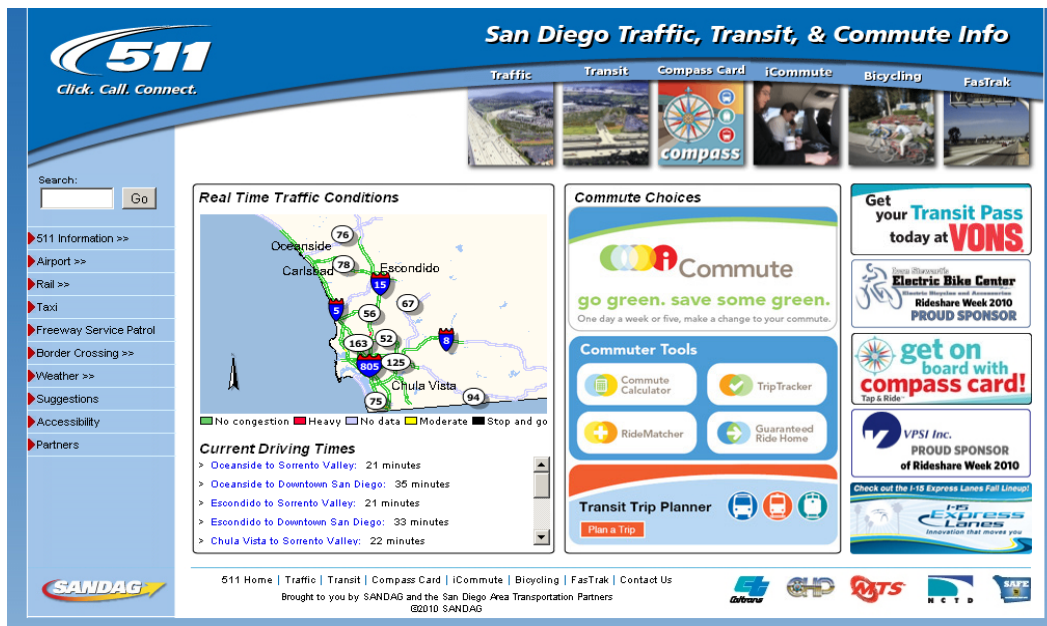 511
Click. Call. Connect.
San Diego Traffic, Transit, & Commute Info
Traffic
Transit
Compass Card
iCommute
Bicycling
FasTrak
compass
Search:
Go
511 Information >>
Airport >>
Rail >>
Taxi
Freeway Service Patrol
Border Crossing >>
Weather >>
Suggestions
Accessibility
Partners
SANDAG
Real Time Traffic Conditions
Oceanside
76
Carlsbad
78
Escondido
15
5
56
67
163
52
8
805
125
Chula Vista
75
94
No congestion Heavy No data Moderate Stop and go
Current Driving Times
> Oceanside to Sorrento Valley: 21 minutes
> Oceanside to Downtown San Diego: 35 minutes
> Escondido to Sorrento Valley: 21 minutes
> Escondido to Downtown San Diego: 33 minutes
> Chula Vista to Sorrento Valley: 22 minutes
Commute Choices
iCommute
go green. save some green.
One day a week or five, make a change to your commute.
Commuter Tools
Commute
Calculator
TripTracker
RideMatcher
Guaranteed
Ride Home
Transit Trip Planner
Plan a Trip
Get
your Transit Pass
today at VONS
Electric Bike Center
Electric Bicycles and Accessories
Rideshare Week 2010
PROUD SPONSOR
get on
board with
compass card!
Tap & Ride
VPSI Inc.
PROUD SPONSOR
of Rideshare Week 2010
Check out the I-15 Express Lanes Fall Lineup!
I-15
Express
Lanes
Innovation that moves you
511 Home | Traffic | Transit | Compass Card | iCommute | Bicycling | FasTrak | Contact Us
Brought to you by SANDAG and the San Diego Area Transportation Partners
©2010 SANDAG
Caltrans
CHP
MTS
NCTD
SAFE